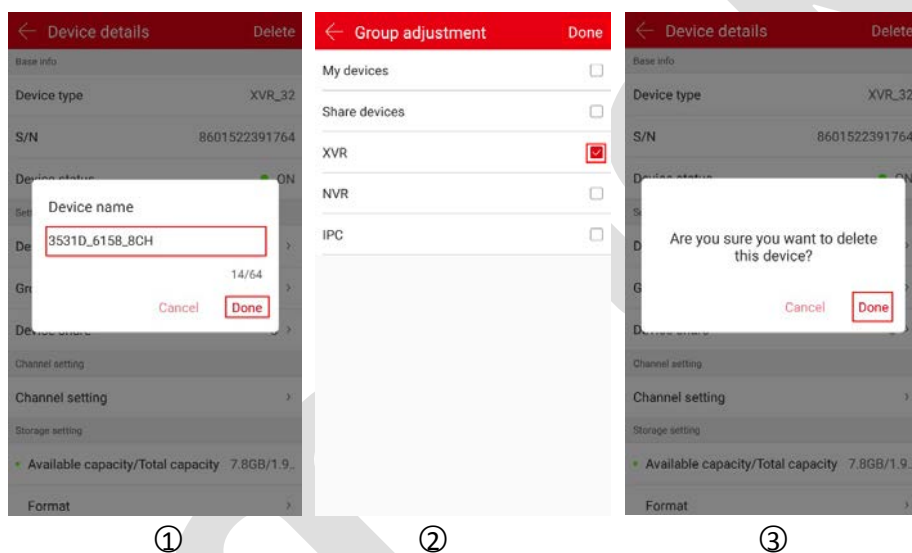 Device details Delete
Base info
Device type XVR_32
S/N 8601522391764
Device status ON
Device name
3531D_6158_8CH
14/64
Cancel Done
Channel setting
Channel setting
Storage setting
Available capacity/Total capacity 7.8GB/1.9..
Format
①
Group adjustment Done
My devices
Share devices
XVR
NVR
IPC
②
Device details Delete
Base info
Device type XVR_32
S/N 8601522391764
Device status ON
Are you sure you want to delete
this device?
Cancel Done
Channel setting
Channel setting
Storage setting
Available capacity/Total capacity 7.8GB/1.9..
Format
③